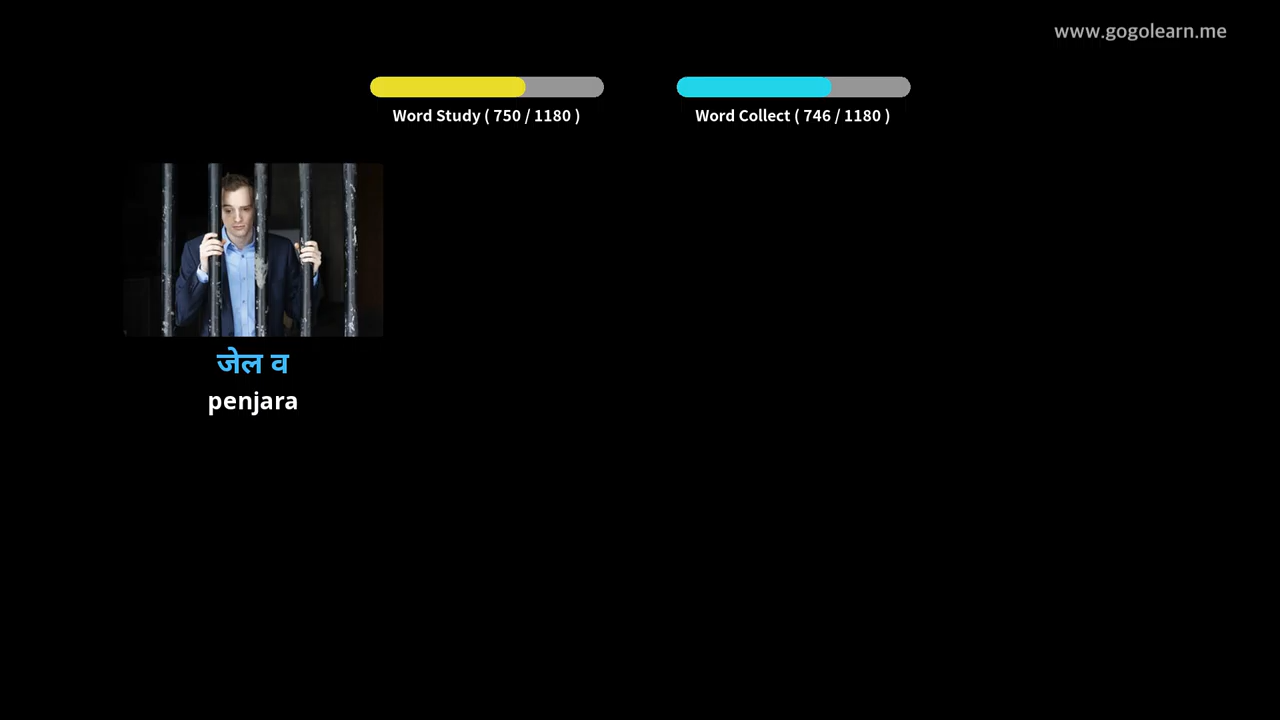 www.gogolearn.me
Word Study ( 750 / 1180 )
Word Collect ( 746 / 1180 )
जेल व
penjara